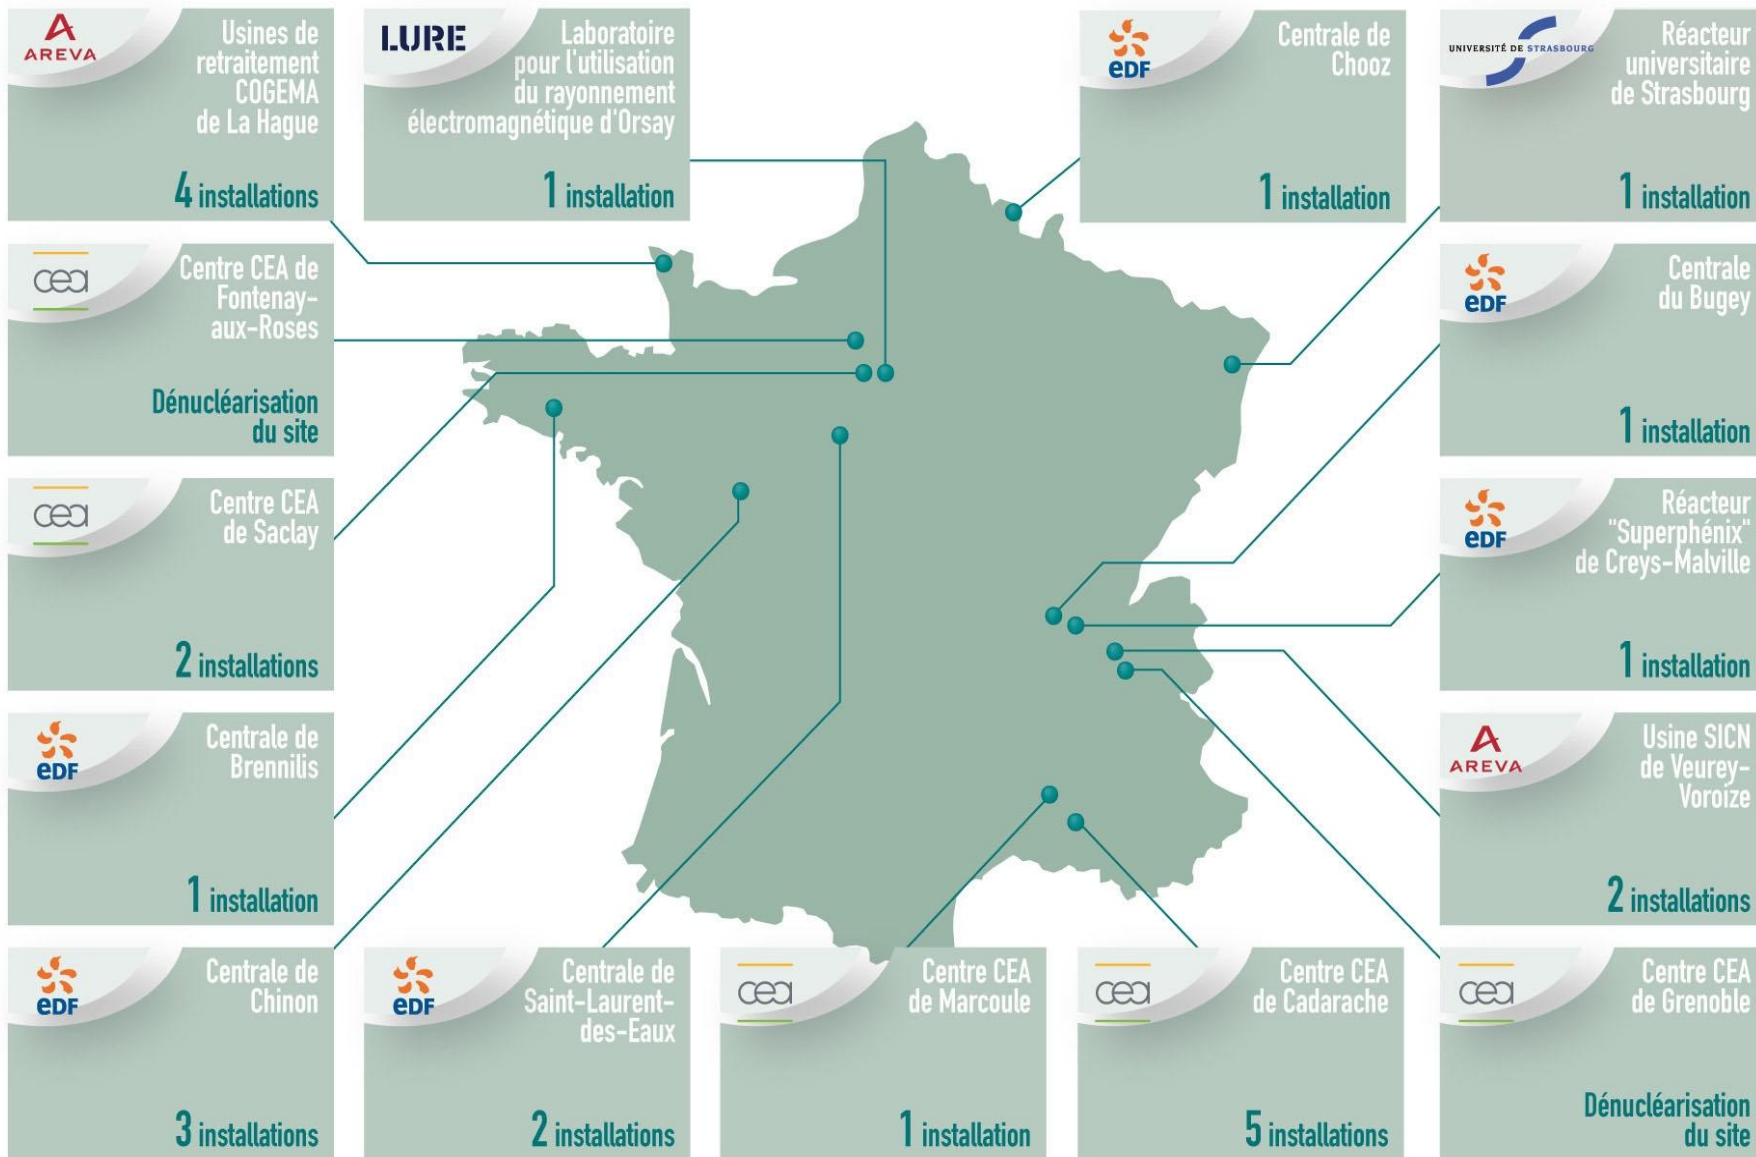 AREVA
Usines de
retraitement
COGEMA
de La Hague
4 installations
LURE
Laboratoire
pour l'utilisation
du rayonnement
électromagnétique d'Orsay
1 installation
eDF
Centrale de
Chooz
1 installation
UNIVERSITÉ DE STRASBOURG
Réacteur
universitaire
de Strasbourg
1 installation
cea
Centre CEA de
Fontenay-
aux-Roses
Dénucléarisation
du site
eDF
Centrale
du Bugey
1 installation
cea
Centre CEA
de Saclay
2 installations
eDF
Réacteur
"Superphénix"
de Creys-Malville
1 installation
eDF
Centrale de
Brennilis
1 installation
AREVA
Usine SICN
de Veurey-
Voroize
2 installations
eDF
Centrale de
Chinon
3 installations
eDF
Centrale de
Saint-Laurent-
des-Eaux
2 installations
cea
Centre CEA
de Marcoule
1 installation
cea
Centre CEA
de Cadarache
5 installations
cea
Centre CEA
de Grenoble
Dénucléarisation
du site